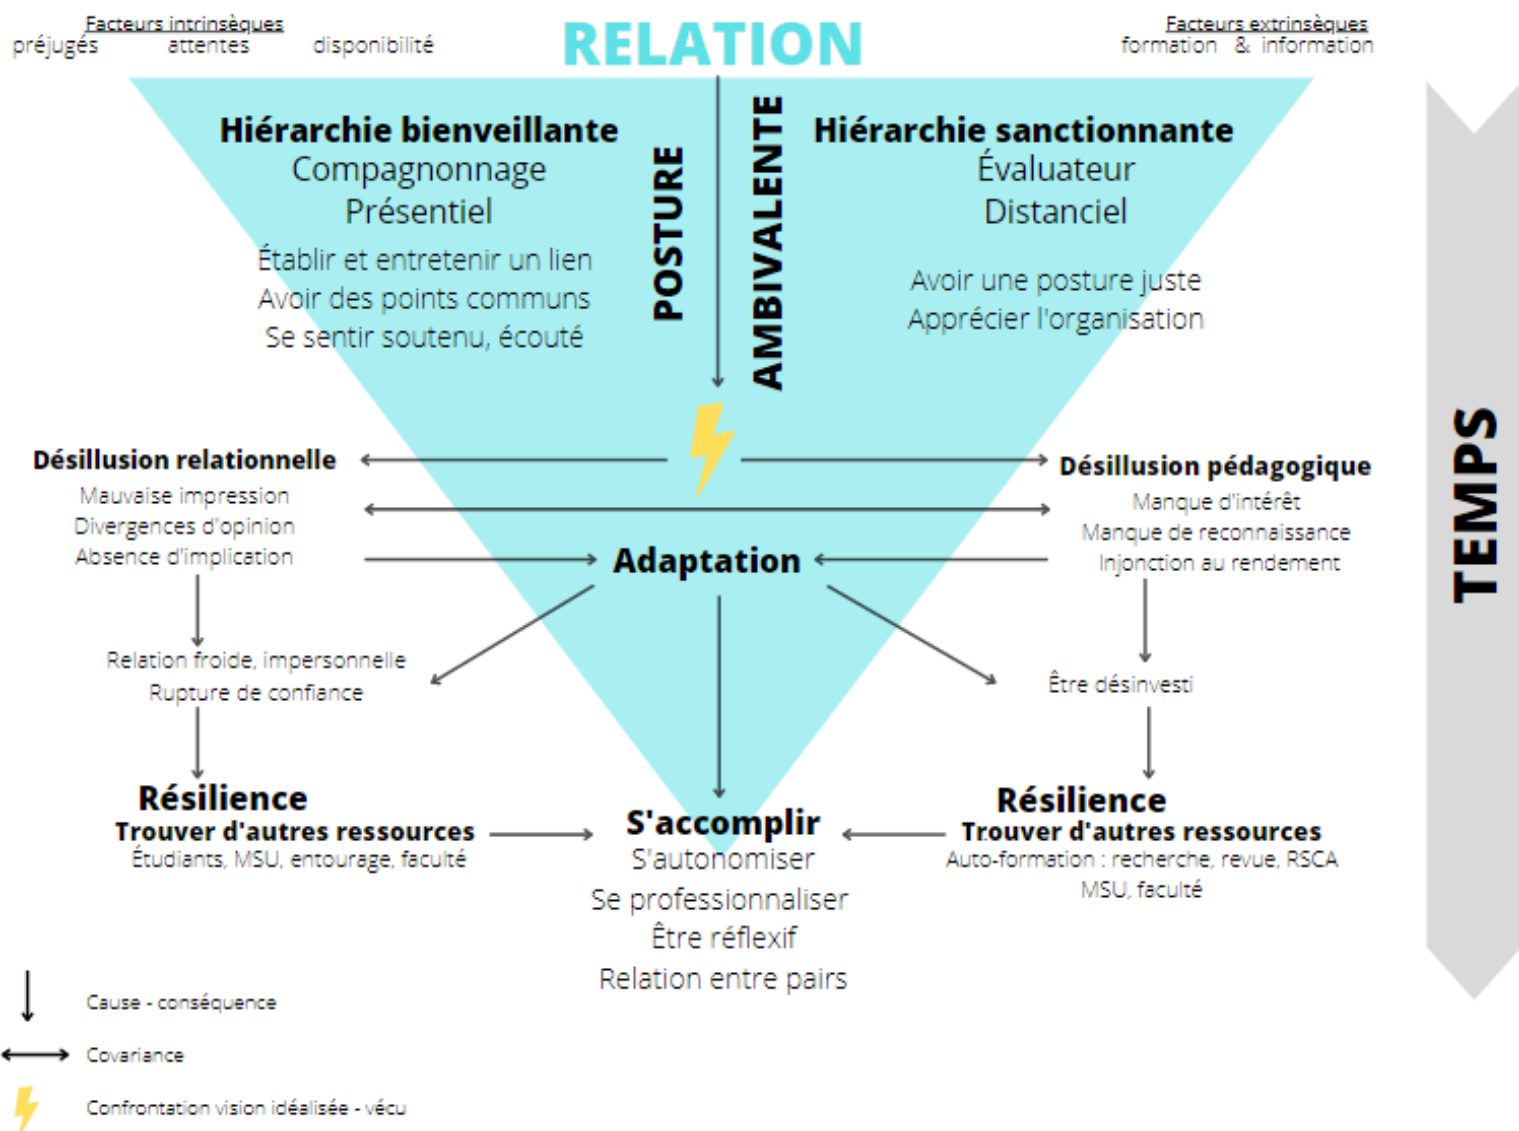 Facteurs intrinsèques
préjugés attentes disponibilité
RELATION
Facteurs extrinsèques
formation & information
Hiérarchie bienveillante
Compagnonnage
Présentiel
Établir et entretenir un lien
Avoir des points communs
Se sentir soutenu, écouté
POSTURE
AMBIVALENTE
Hiérarchie sanctionnante
Évaluateur
Distanciel
Avoir une posture juste
Apprécier l'organisation
TEMPS
Désillusion relationnelle
Mauvaise impression
Divergences d'opinion
Absence d'implication
Désillusion pédagogique
Manque d'intérêt
Manque de reconnaissance
Injonction au rendement
Adaptation
Relation froide, impersonnelle
Rupture de confiance
Être désinvesti
Résilience
Trouver d'autres ressources
Étudiants, MSU, entourage, faculté
S'accomplir
S'autonomiser
Se professionnaliser
Être réflexif
Relation entre pairs
Résilience
Trouver d'autres ressources
Auto-formation : recherche, revue, RSCA
MSU, faculté
Cause - conséquence
Covariance
Confrontation vision idéalisée - vécu